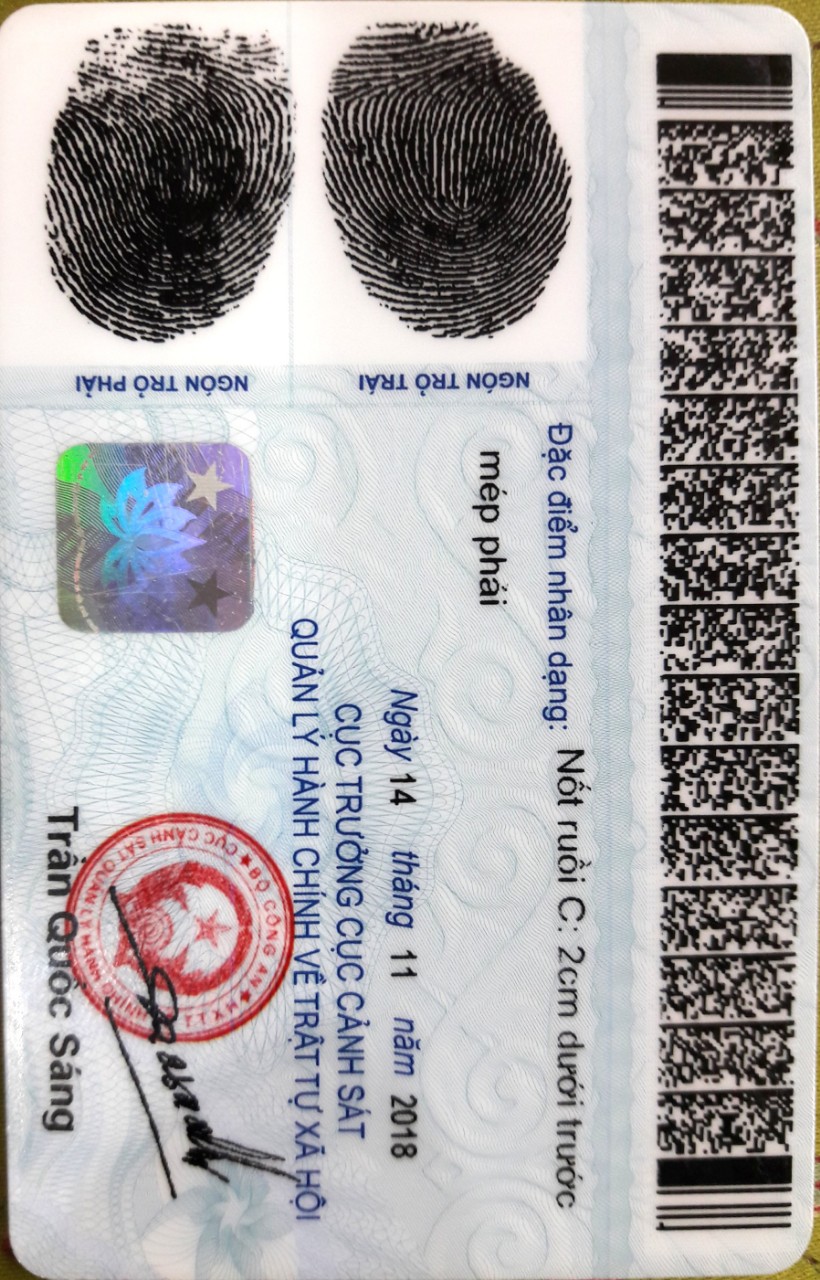 Đặc điểm nhân dạng: Nốt ruồi C: 2cm dưới trước
mép phải
NGÓN TRỎ TRÁI
NGÓN TRỎ PHẢI
Ngày 14 tháng 11 năm 2018
CỤC TRƯỞNG CỤC CẢNH SÁT
QUẢN LÝ HÀNH CHÍNH VỀ TRẬT TỰ XÃ HỘI
BỘ CÔNG AN
CỤC CẢNH SÁT QUẢN LÝ HÀNH CHÍNH
Trần Quốc Sáng